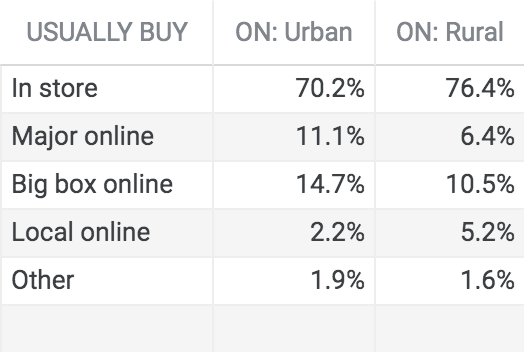 USUALLY BUY ON: Urban ON: Rural
In store 70.2% 76.4%
Major online 11.1% 6.4%
Big box online 14.7% 10.5%
Local online 2.2% 5.2%
Other 1.9% 1.6%